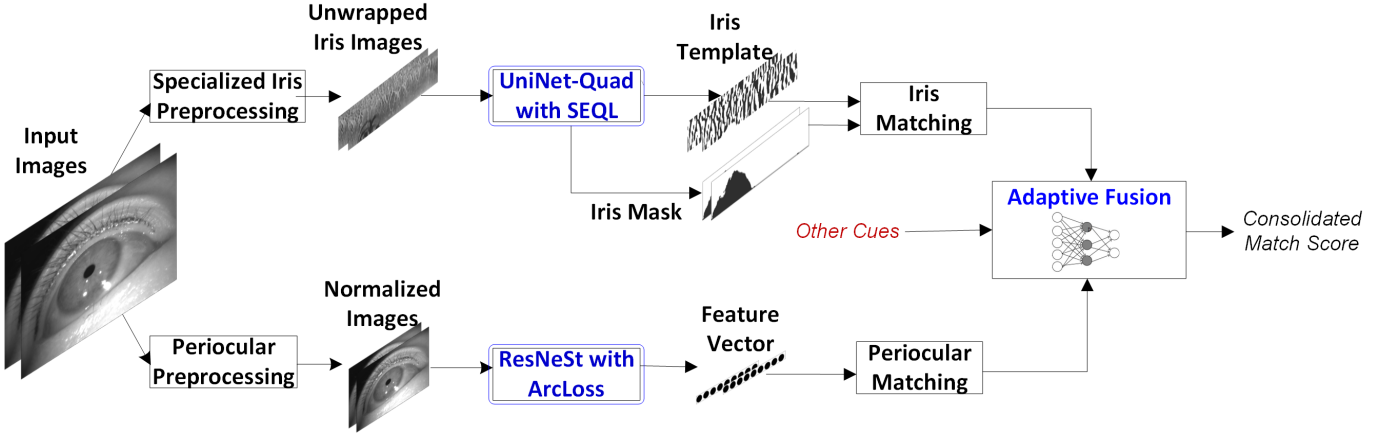 Input
Images
Specialized Iris
Preprocessing
Unwrapped
Iris Images
UniNet-Quad
with SEQL
Iris
Template
Iris Mask
Iris
Matching
Periocular
Preprocessing
Normalized
Images
ResNeSt with
ArcLoss
Feature
Vector
Periocular
Matching
Other Cues
Adaptive Fusion
Consolidated
Match Score